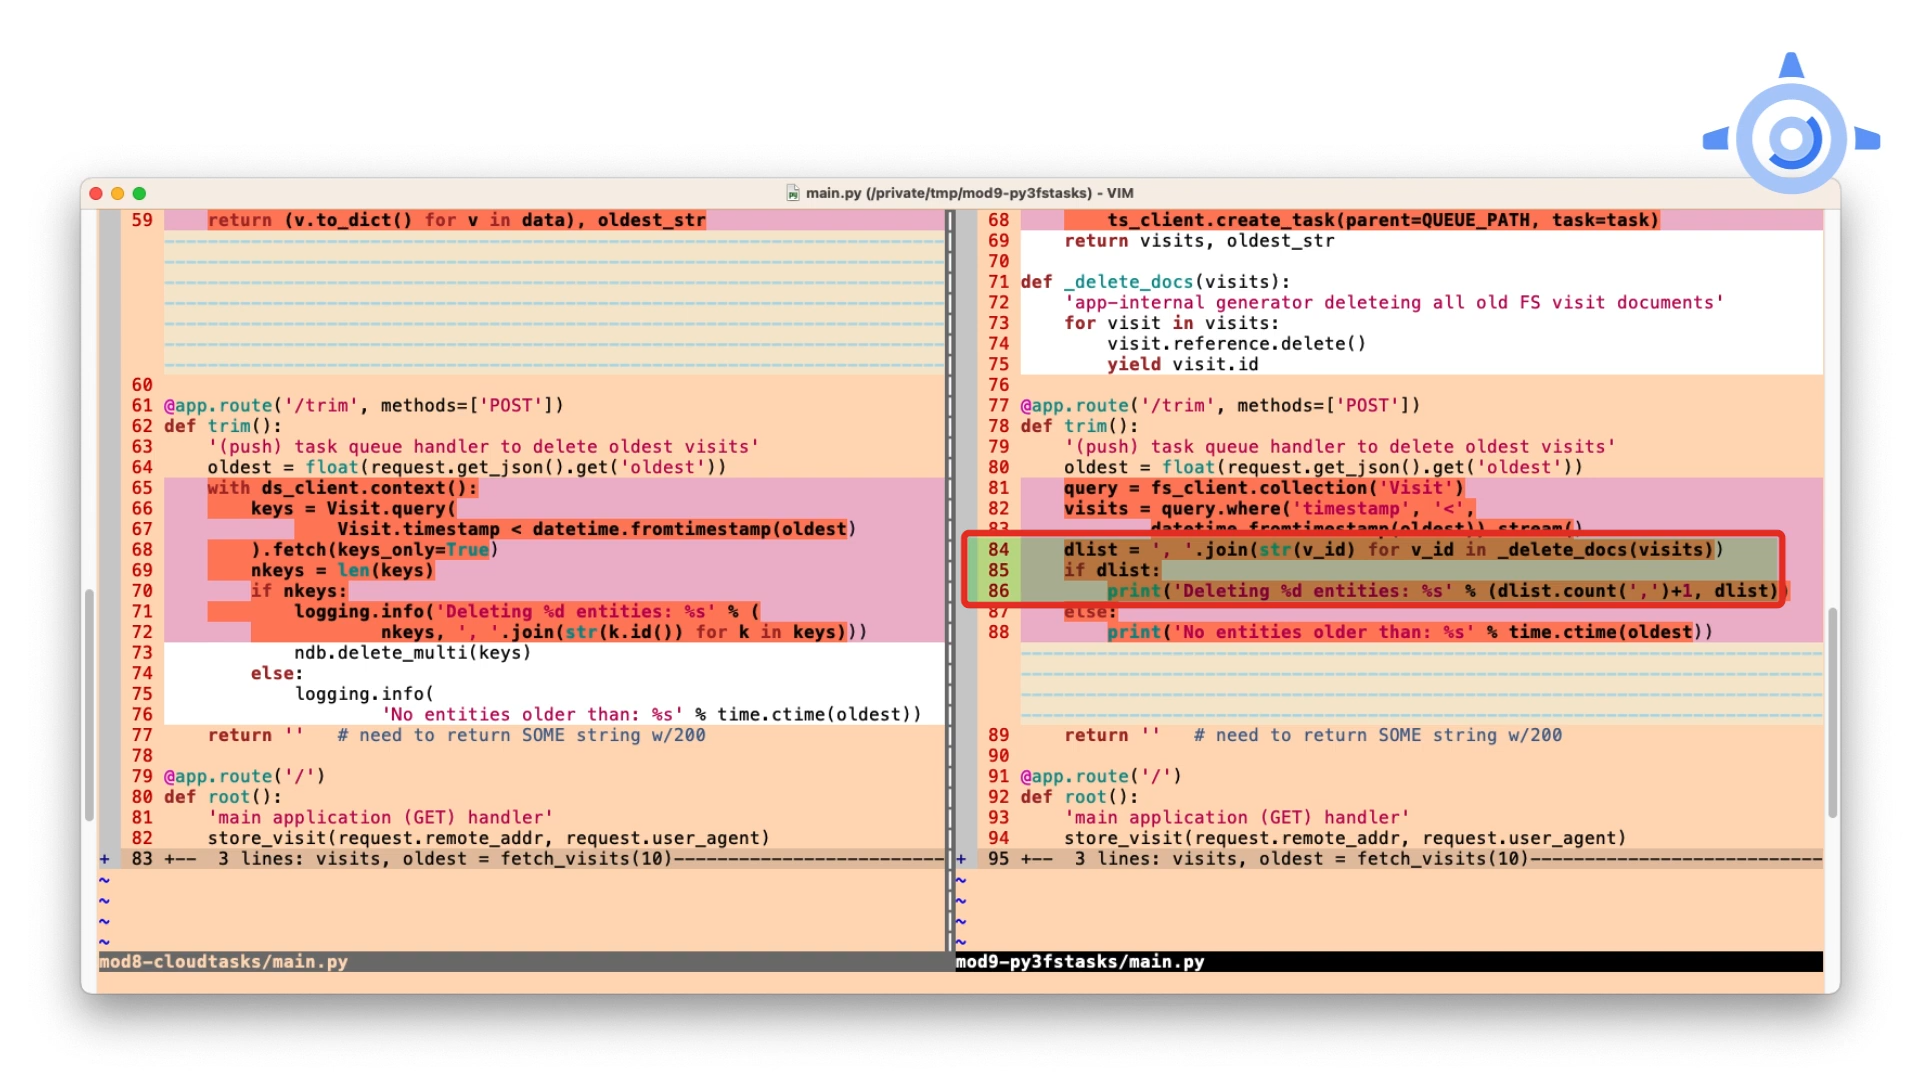 main.py (/private/tmp/mod9-py3fstasks) - VIM
59     return (v.to_dict() for v in data), oldest_str
60
61 @app.route('/trim', methods=['POST'])
62 def trim():
63     '(push) task queue handler to delete oldest visits'
64     oldest = float(request.get_json().get('oldest'))
65     with ds_client.context():
66         keys = Visit.query(
67                 Visit.timestamp < datetime.fromtimestamp(oldest)
68         ).fetch(keys_only=True)
69         nkeys = len(keys)
70         if nkeys:
71             logging.info('Deleting %d entities: %s' % (
72                     nkeys, ', '.join(str(k.id()) for k in keys)))
73             ndb.delete_multi(keys)
74         else:
75             logging.info(
76                     'No entities older than: %s' % time.ctime(oldest))
77     return ''   # need to return SOME string w/200
78
79 @app.route('/')
80 def root():
81     'main application (GET) handler'
82     store_visit(request.remote_addr, request.user_agent)
+ 83 +--  3 lines: visits, oldest = fetch_visits(10)-------------------------
~
~
~
~
mod8-cloudtasks/main.py
68         ts_client.create_task(parent=QUEUE_PATH, task=task)
69     return visits, oldest_str
70
71 def _delete_docs(visits):
72     'app-internal generator deleteing all old FS visit documents'
73     for visit in visits:
74         visit.reference.delete()
75         yield visit.id
76
77 @app.route('/trim', methods=['POST'])
78 def trim():
79     '(push) task queue handler to delete oldest visits'
80     oldest = float(request.get_json().get('oldest'))
81     query = fs_client.collection('Visit')
82     visits = query.where('timestamp', '<',
83             datetime.fromtimestamp(oldest)).stream()
84     dlist = ', '.join(str(v_id) for v_id in _delete_docs(visits))
85     if dlist:
86         print('Deleting %d entities: %s' % (dlist.count(',')+1, dlist))
87     else:
88         print('No entities older than: %s' % time.ctime(oldest))
89     return ''   # need to return SOME string w/200
90
91 @app.route('/')
92 def root():
93     'main application (GET) handler'
94     store_visit(request.remote_addr, request.user_agent)
+ 95 +--  3 lines: visits, oldest = fetch_visits(10)---------------------------
~
~
~
~
mod9-py3fstasks/main.py